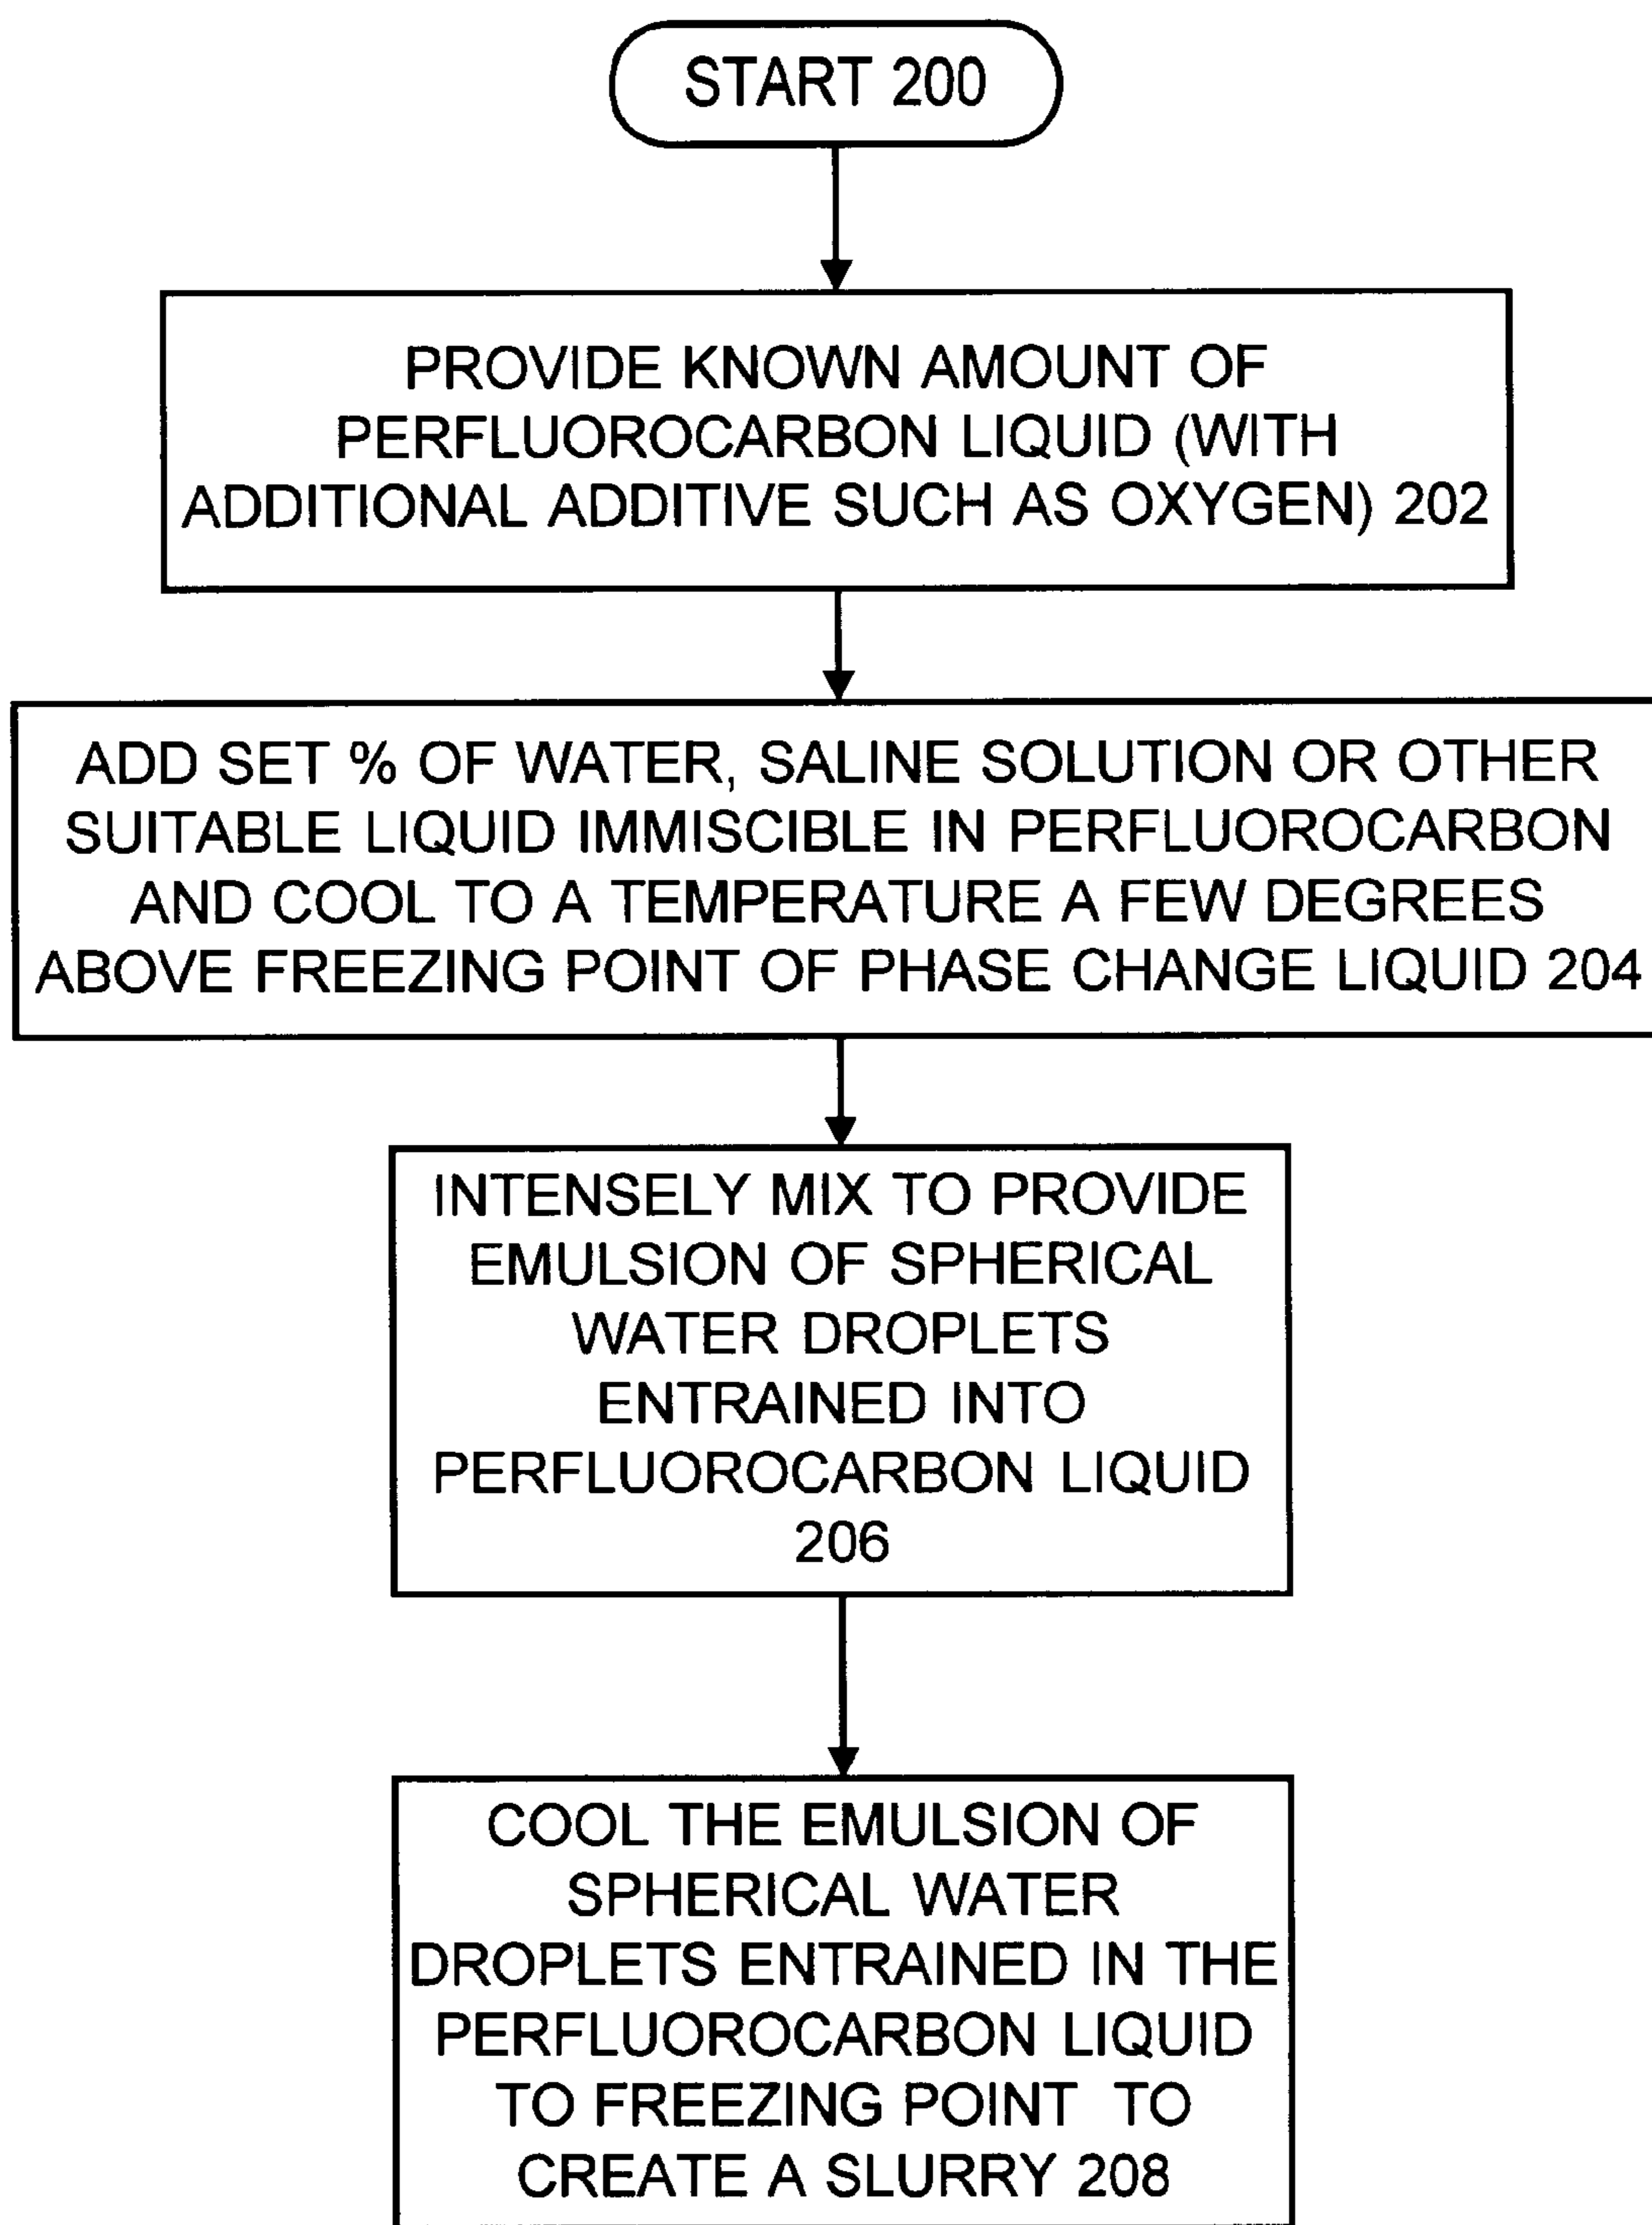 START 200
PROVIDE KNOWN AMOUNT OF
PERFLUOROCARBON LIQUID (WITH
ADDITIONAL ADDITIVE SUCH AS OXYGEN) 202
ADD SET % OF WATER, SALINE SOLUTION OR OTHER
SUITABLE LIQUID IMMISCIBLE IN PERFLUOROCARBON
AND COOL TO A TEMPERATURE A FEW DEGREES
ABOVE FREEZING POINT OF PHASE CHANGE LIQUID 204
INTENSELY MIX TO PROVIDE
EMULSION OF SPHERICAL
WATER DROPLETS
ENTRAINED INTO
PERFLUOROCARBON LIQUID
206
COOL THE EMULSION OF
SPHERICAL WATER
DROPLETS ENTRAINED IN THE
PERFLUOROCARBON LIQUID
TO FREEZING POINT TO
CREATE A SLURRY 208